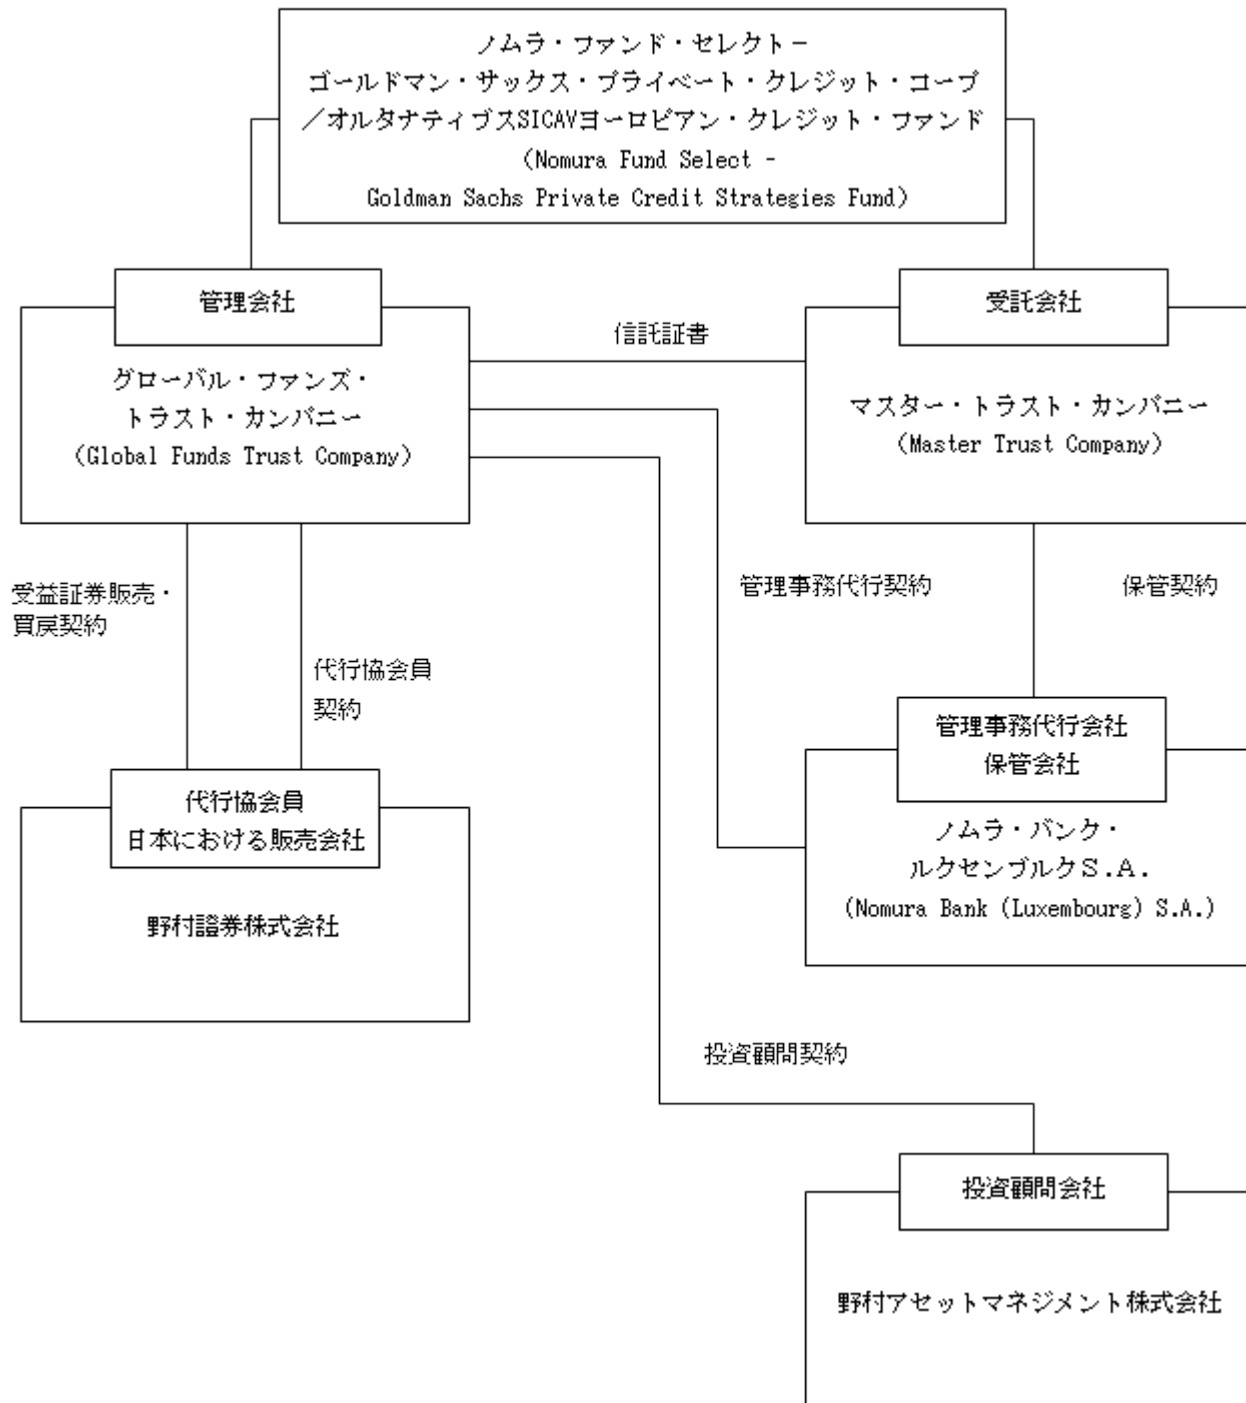 ノムラ・ファンド・セレクト－
ゴールドマン・サックス・プライベート・クレジット・コープ
／オルタナティブスSICAVヨーロピアン・クレジット・ファンド
(Nomura Fund Select -
Goldman Sachs Private Credit Strategies Fund)
管理会社
受託会社
信託証書
グローバル・ファンズ・
トラスト・カンパニー
(Global Funds Trust Company)
マスター・トラスト・カンパニー
(Master Trust Company)
受益証券販売・
買戻契約
管理事務代行契約
保管契約
代行協会員
契約
管理事務代行会社
保管会社
代行協会員
日本における販売会社
ノムラ・バンク・
ルクセンブルクＳ.Ａ.
(Nomura Bank (Luxembourg) S.A.)
野村證券株式会社
投資顧問契約
投資顧問会社
野村アセットマネジメント株式会社